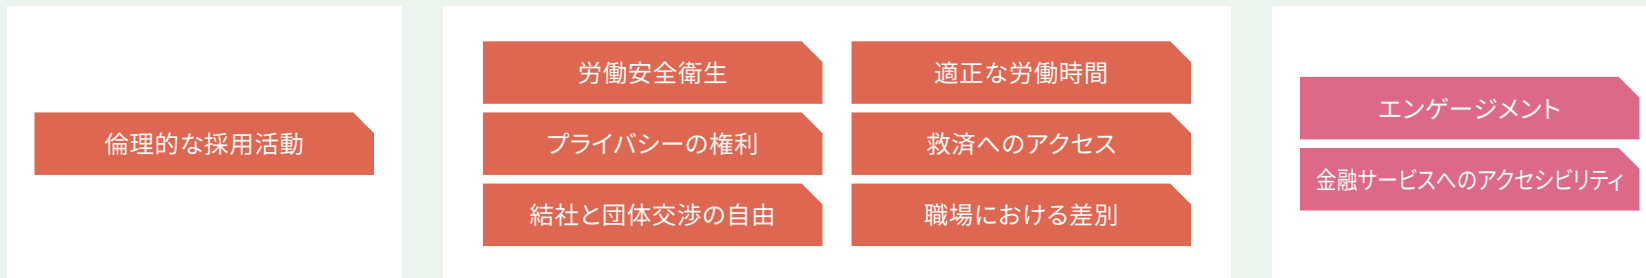 倫理的な採用活動
労働安全衛生
適正な労働時間
プライバシーの権利
救済へのアクセス
結社と団体交渉の自由
職場における差別
エンゲージメント
金融サービスへのアクセシビリティ